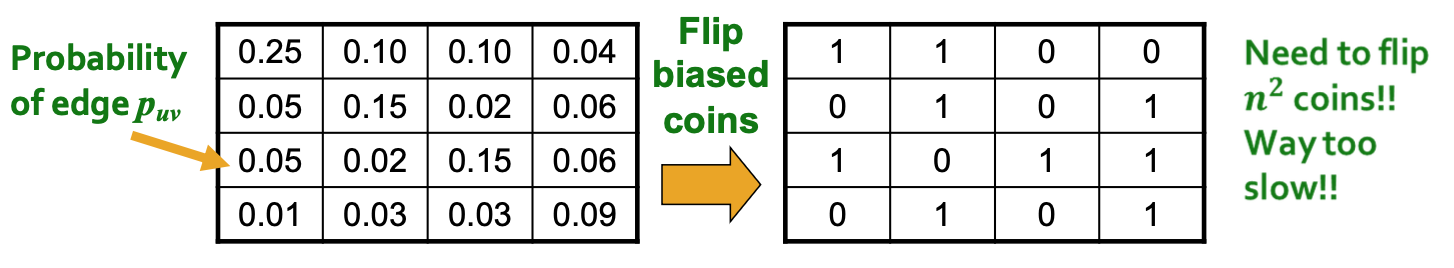 Probability
of edge pᵤᵥ
0.25 0.10 0.10 0.04
0.05 0.15 0.02 0.06
0.05 0.02 0.15 0.06
0.01 0.03 0.03 0.09
Flip
biased
coins
1 1 0 0
0 1 0 1
1 0 1 1
0 1 0 1
Need to flip
n² coins!!
Way too
slow!!